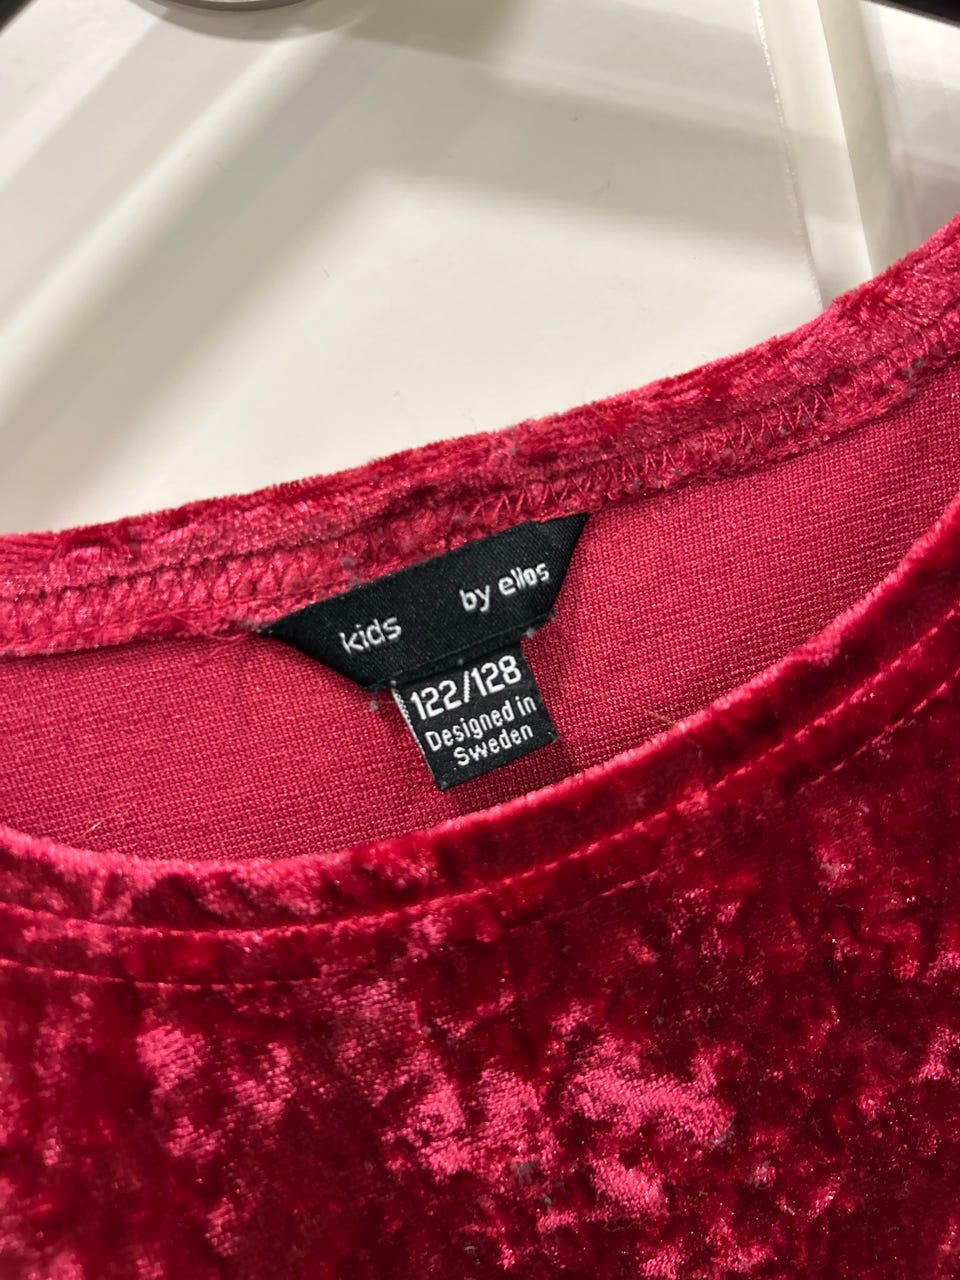 kids by ellos
122/128
Designed in
Sweden